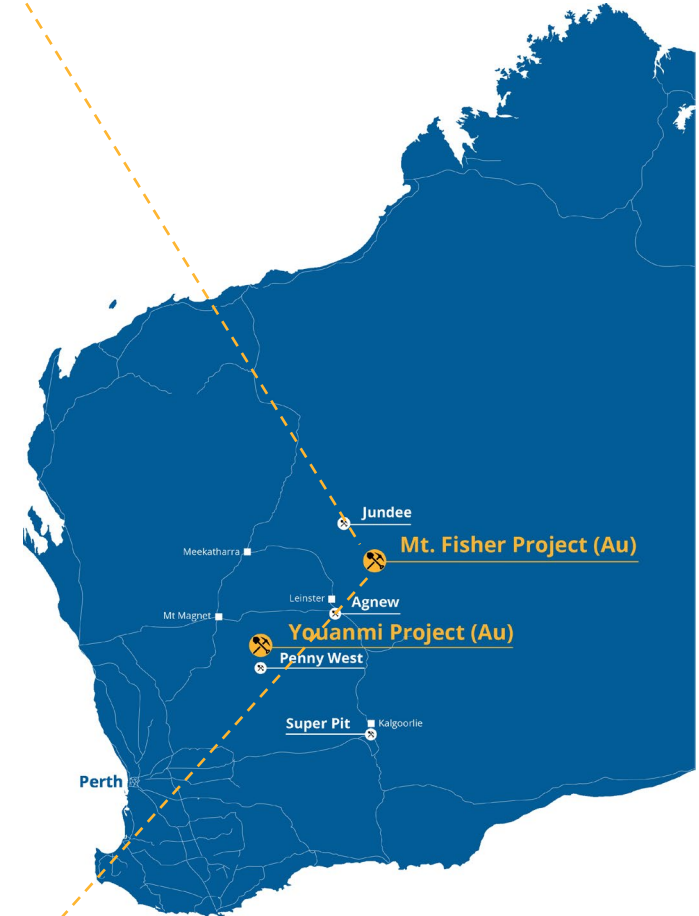 Jundee
Mt. Fisher Project (Au)
Meekatharra
Leinster
Agnew
Mt Magnet
Youanmi Project (Au)
Penny West
Super Pit
Kalgoorlie
Perth